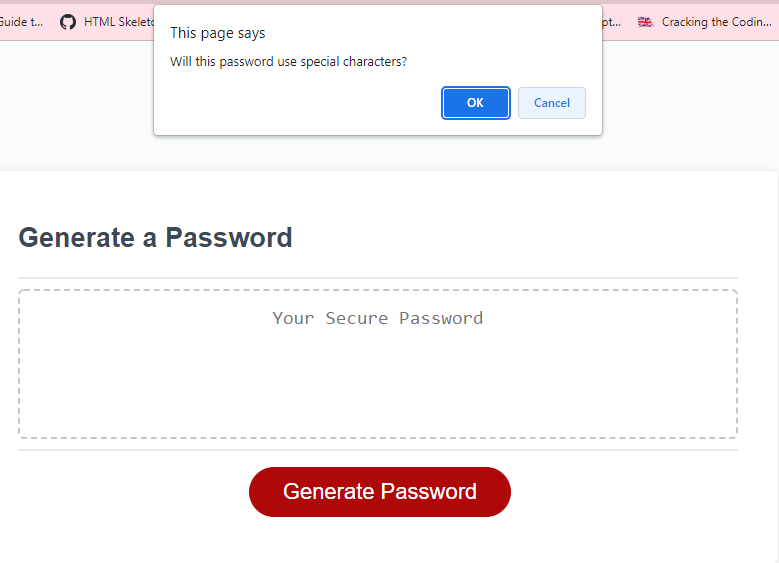 This page says
Will this password use special characters?
OK Cancel
Guide t... HTML Skeleto pt... Cracking the Codin...
Generate a Password
Your Secure Password
Generate Password